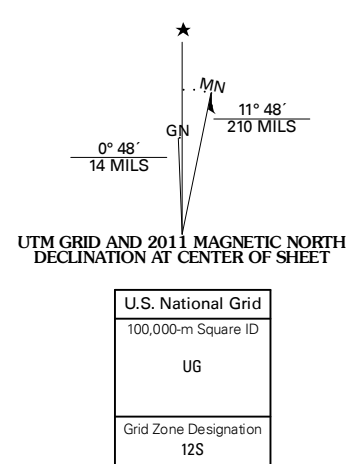 ★
MN
11° 48´
210 MILS
GN
0° 48´
14 MILS
UTM GRID AND 2011 MAGNETIC NORTH
DECLINATION AT CENTER OF SHEET
U.S. National Grid
100,000-m Square ID
UG
Grid Zone Designation
12S